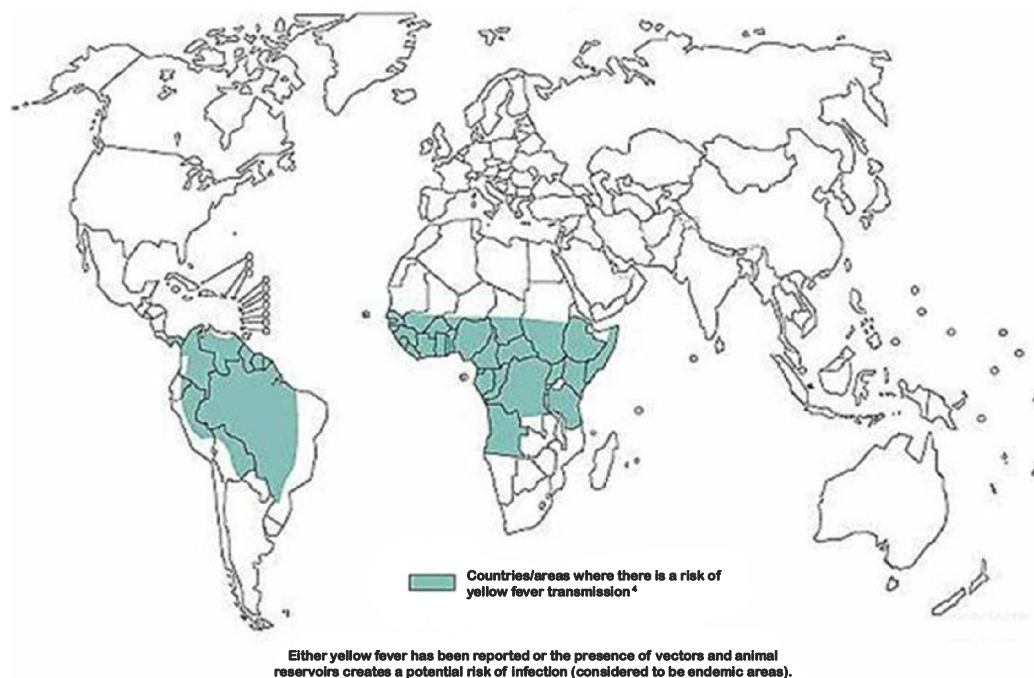 Countries/areas where there is a risk of
yellow fever transmission⁴
Either yellow fever has been reported or the presence of vectors and animal
reservoirs creates a potential risk of infection (considered to be endemic areas).